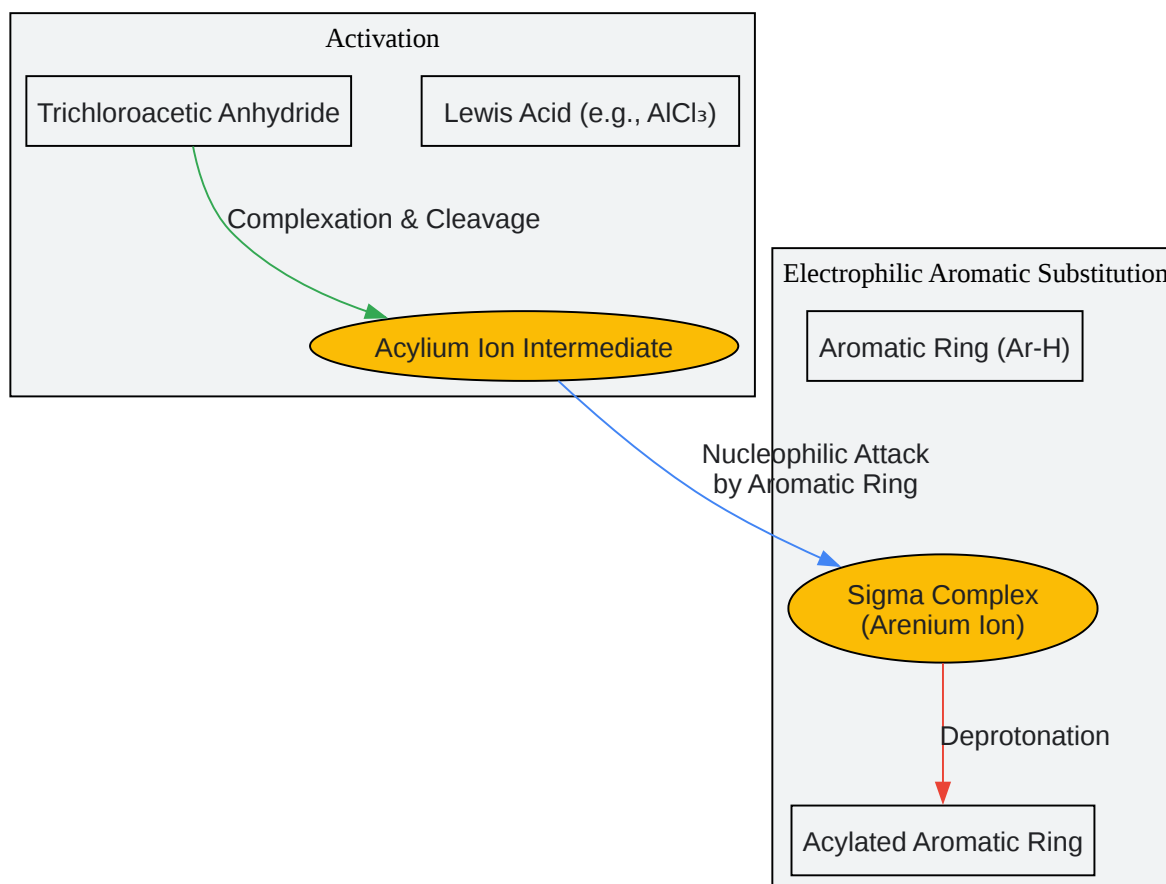 Activation
Trichloroacetic Anhydride
Lewis Acid (e.g., AlCl₃)
Complexation & Cleavage
Acylium Ion Intermediate
Electrophilic Aromatic Substitution
Aromatic Ring (Ar-H)
Nucleophilic Attack
by Aromatic Ring
Sigma Complex
(Arenium Ion)
Deprotonation
Acylated Aromatic Ring